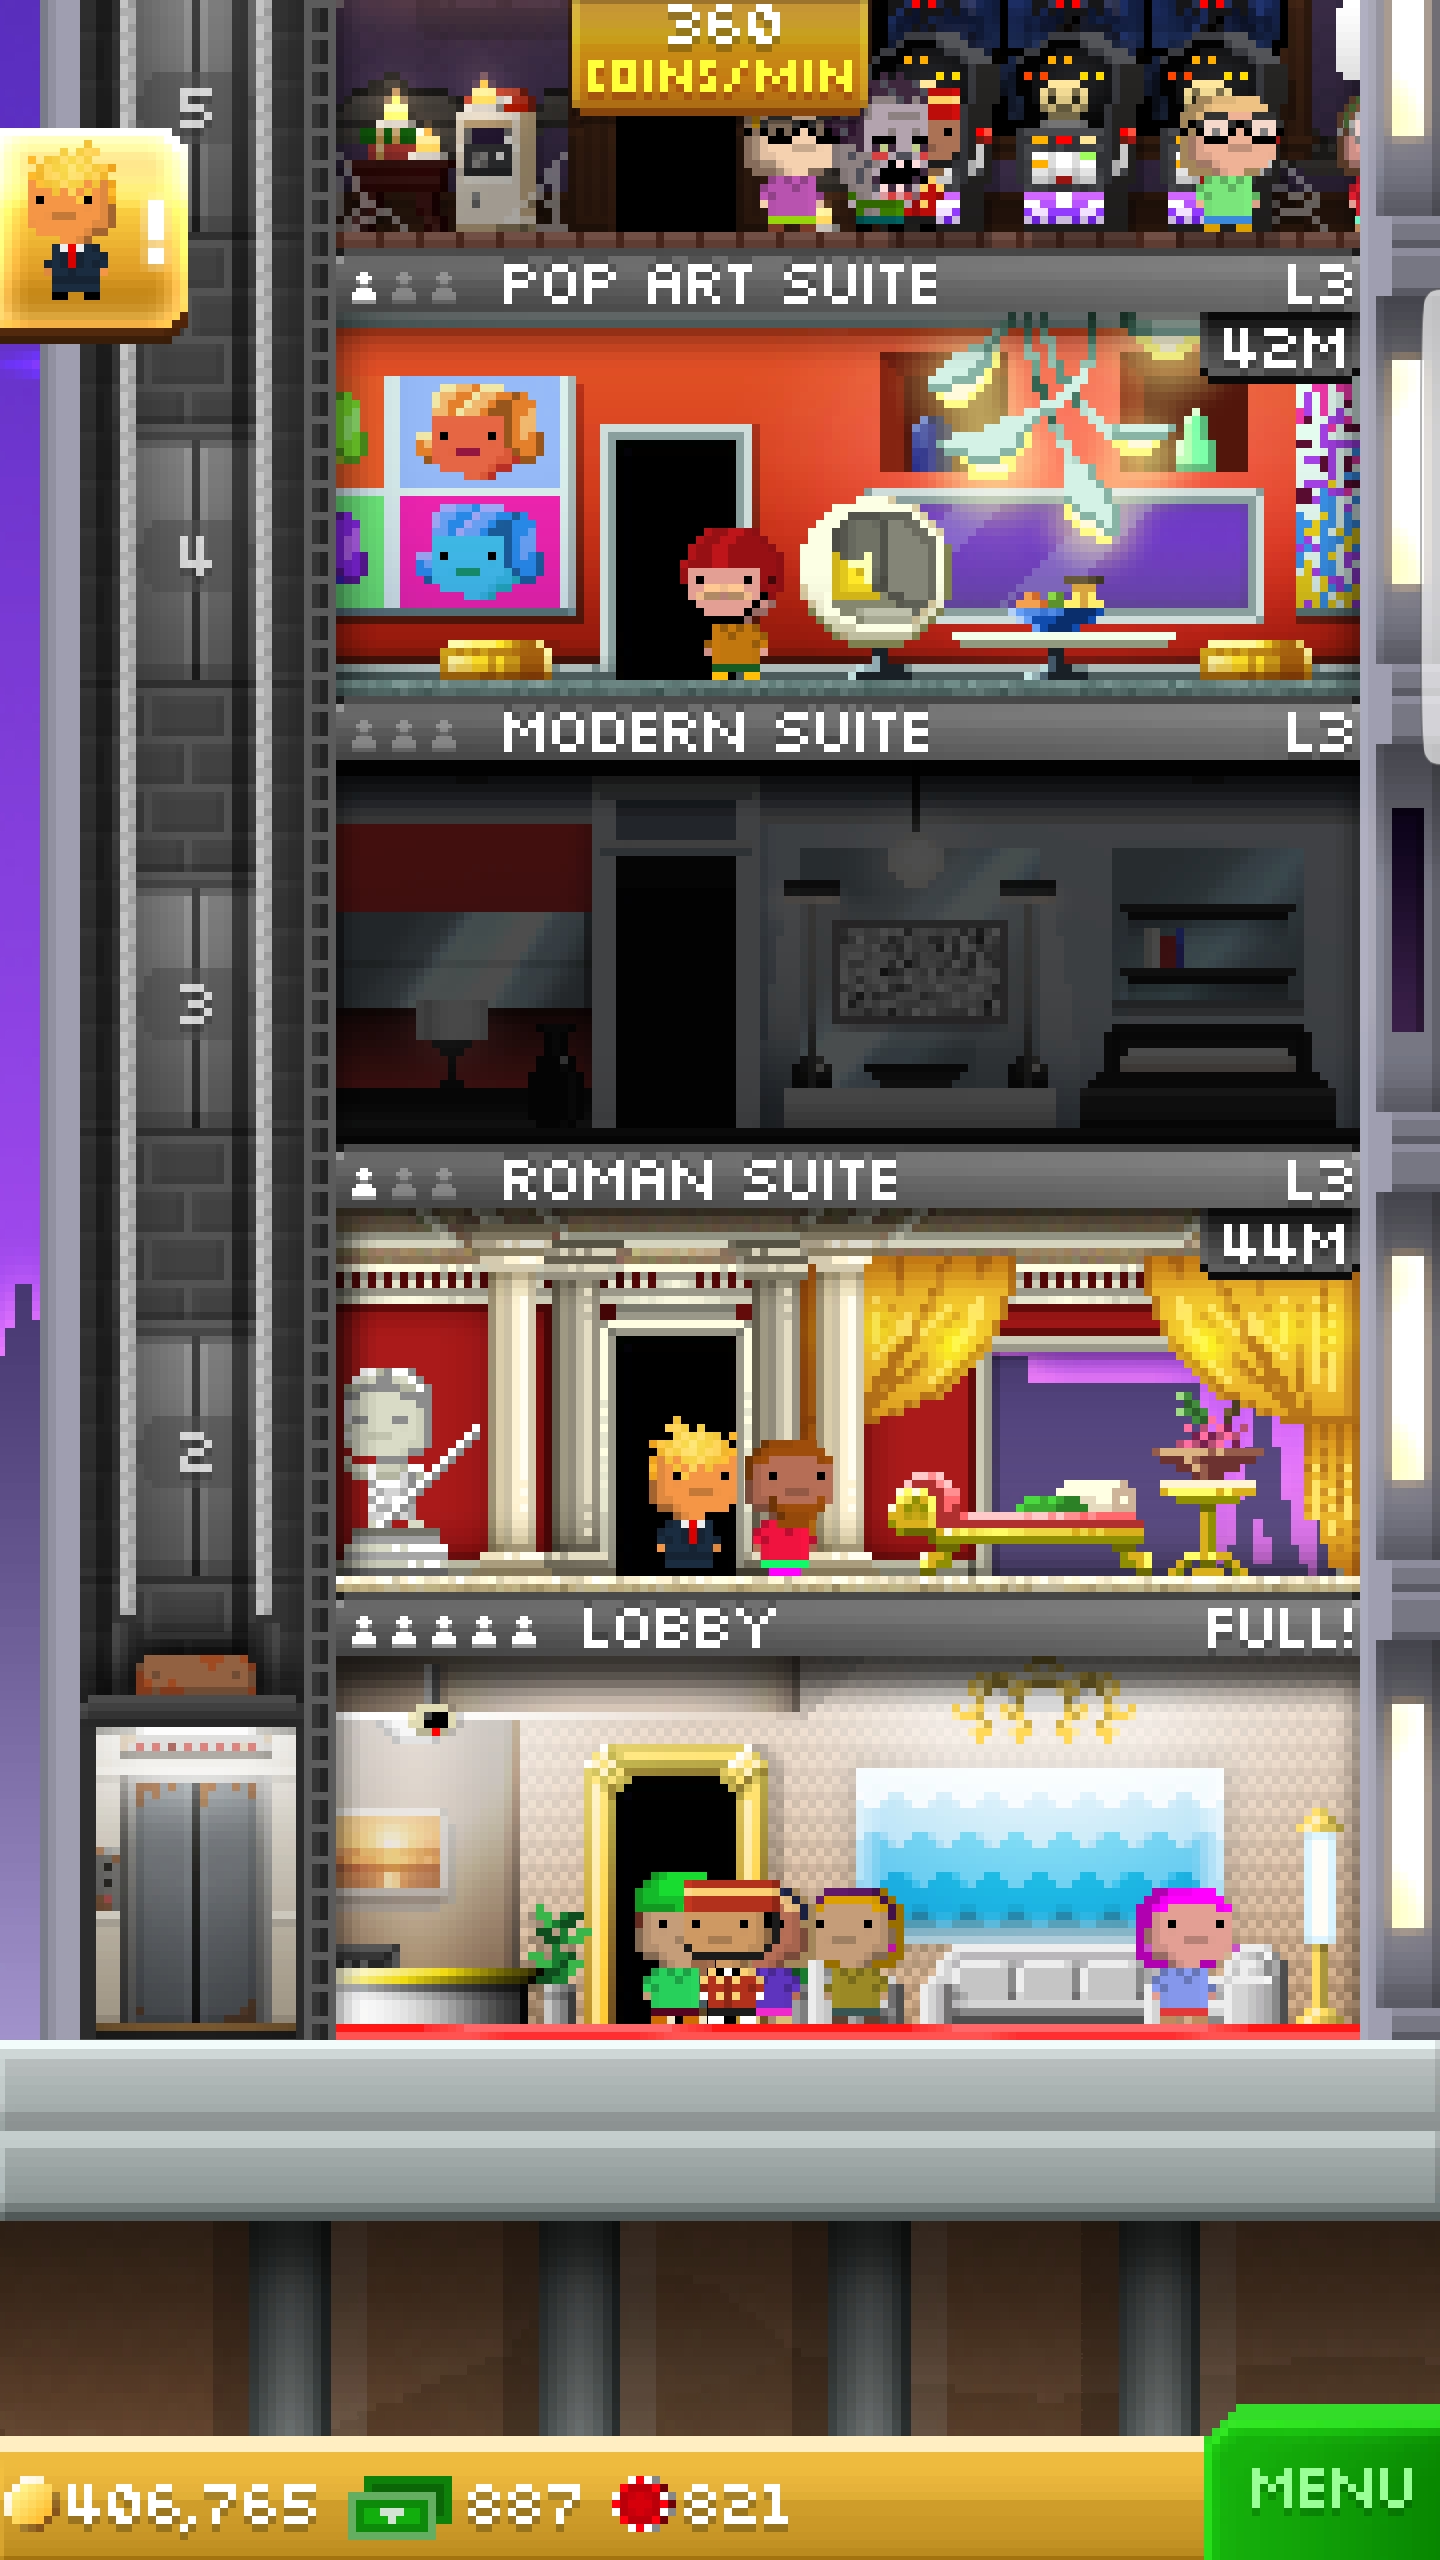 360
COINS/MIN
5
!
POP ART SUITE L3
42M
4
MODERN SUITE L3
3
ROMAN SUITE L3
44M
2
LOBBY FULL!
406,765 887 821
MENU